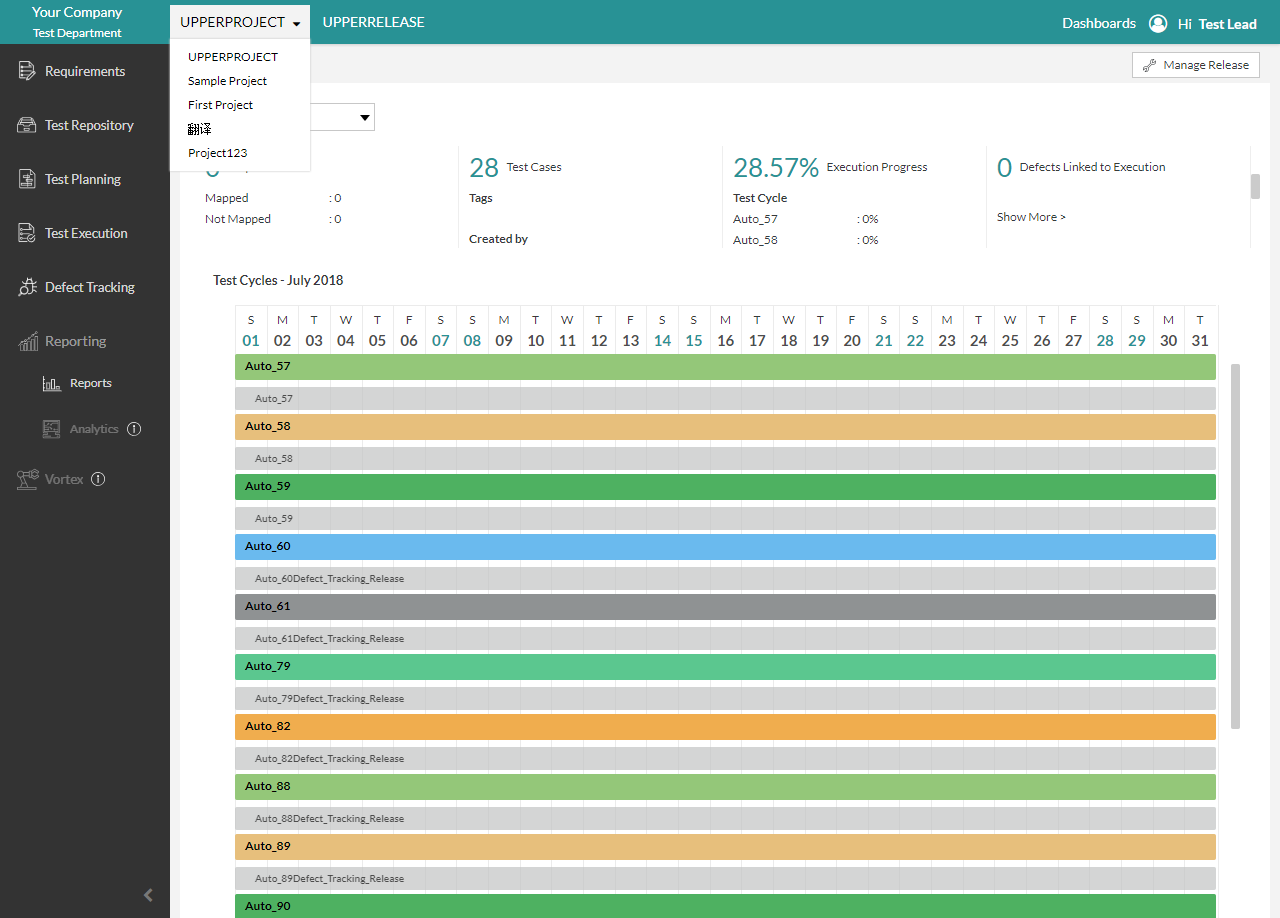 Your Company
Test Department
UPPERPROJECT
UPPERRELEASE
Dashboards
Hi Test Lead
UPPERPROJECT
Sample Project
First Project
翻译
Project123
Requirements
Test Repository
Test Planning
Test Execution
Defect Tracking
Reporting
Reports
Analytics
Vortex
Manage Release
Mapped : 0
Not Mapped : 0
28 Test Cases
Tags
Created by
28.57% Execution Progress
Test Cycle
Auto_57 : 0%
Auto_58 : 0%
0 Defects Linked to Execution
Show More >
Test Cycles - July 2018
S M T W T F S S M T W T F S S M T W T F S S M T W T F S S M T
01 02 03 04 05 06 07 08 09 10 11 12 13 14 15 16 17 18 19 20 21 22 23 24 25 26 27 28 29 30 31
Auto_57
Auto_57
Auto_58
Auto_58
Auto_59
Auto_59
Auto_60
Auto_60Defect_Tracking_Release
Auto_61
Auto_61Defect_Tracking_Release
Auto_79
Auto_79Defect_Tracking_Release
Auto_82
Auto_82Defect_Tracking_Release
Auto_88
Auto_88Defect_Tracking_Release
Auto_89
Auto_89Defect_Tracking_Release
Auto_90